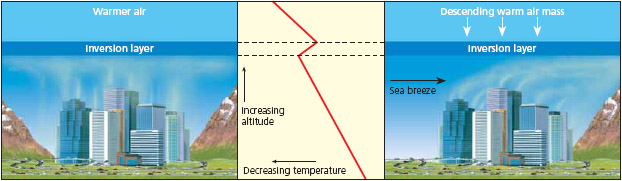 Warmer air
Inversion layer
Increasing
altitude
Decreasing temperature
Descending warm air mass
Inversion layer
Sea breeze